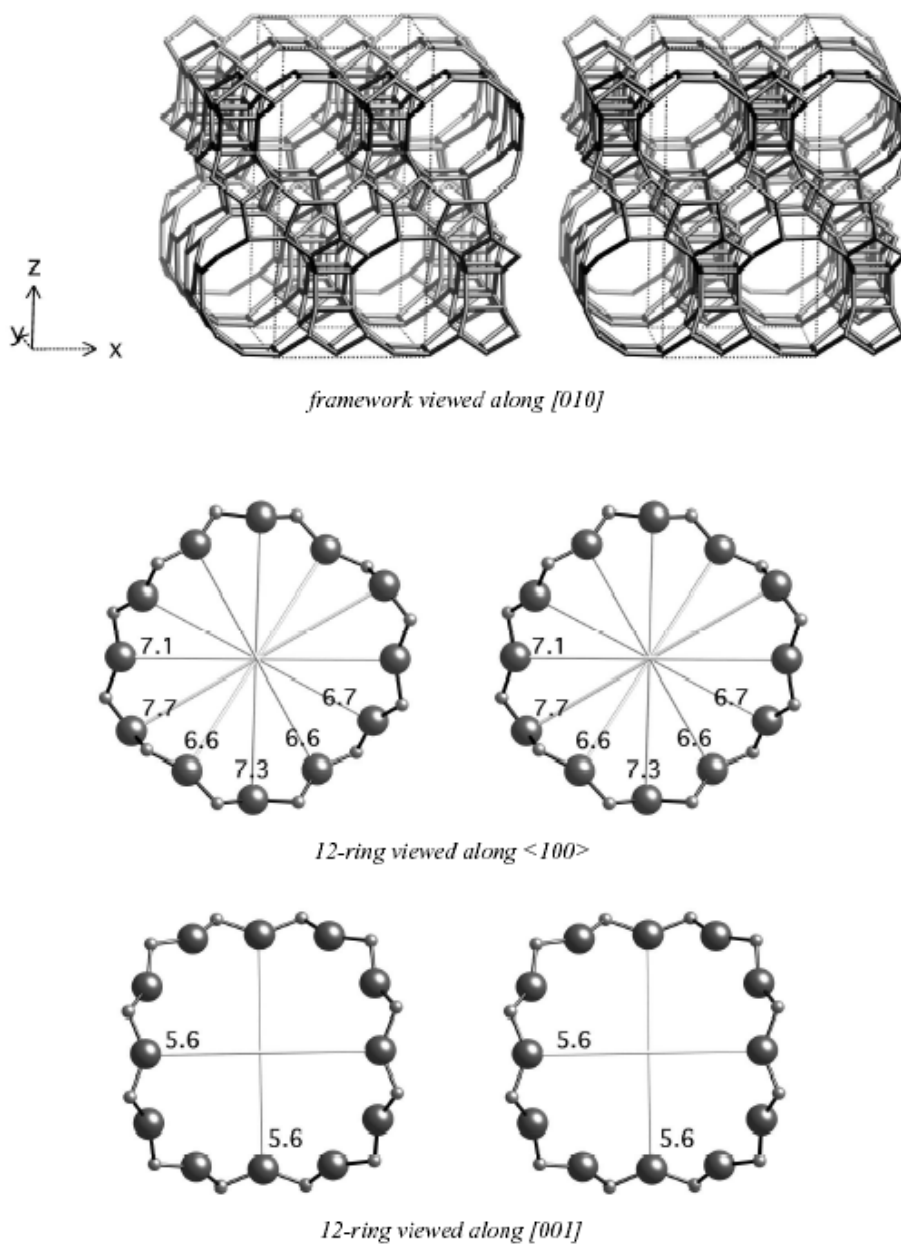 z
y
x
framework viewed along [010]
7.1
7.1
6.7
6.7
7.7
7.7
6.6
6.6
6.6
6.6
7.3
7.3
12-ring viewed along <100>
5.6
5.6
5.6
5.6
12-ring viewed along [001]